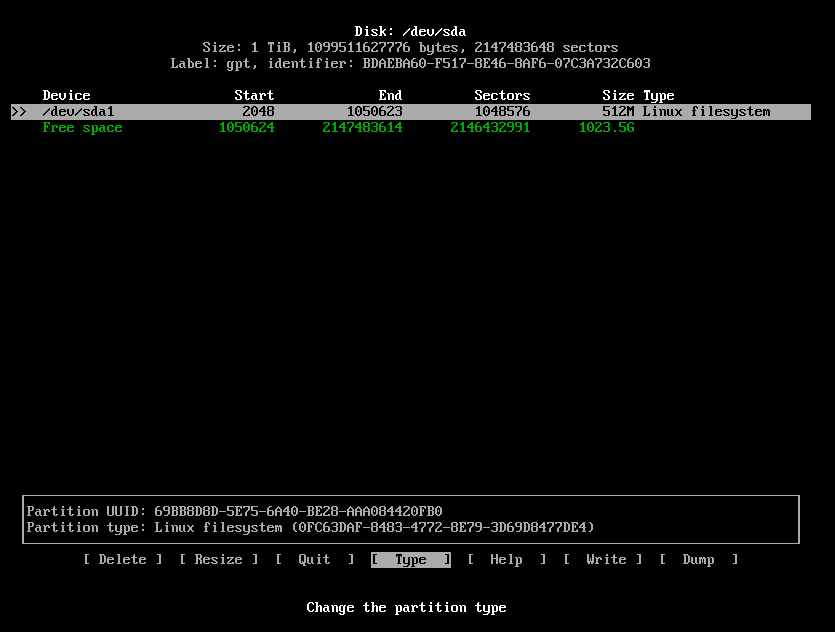 Disk: /dev/sda
Size: 1 TiB, 1099511627776 bytes, 2147483648 sectors
Label: gpt, identifier: BDAEBA60-F517-8E46-8AF6-07C3A732C603
Device Start End Sectors Size Type
>> /dev/sda1 2048 1050623 1048576 512M Linux filesystem
Free space 1050624 2147483614 2146432991 1023.5G
Partition UUID: 69BB8D8D-5E75-6A40-BE28-AAA084420FB0
Partition type: Linux filesystem (0FC63DAF-8483-4772-8E79-3D69D8477DE4)
[ Delete ] [ Resize ] [ Quit ] [ Type ] [ Help ] [ Write ] [ Dump ]
Change the partition type